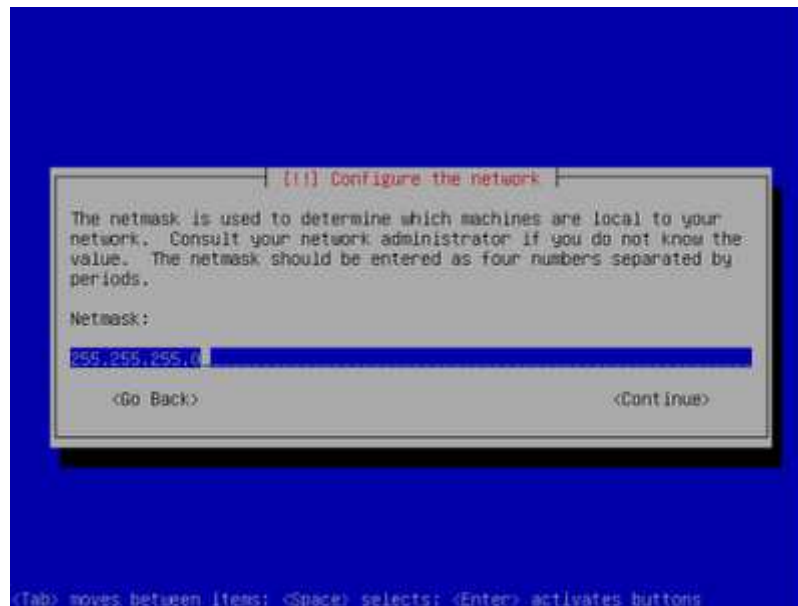 [!!] Configure the network
The netmask is used to determine which machines are local to your
network.  Consult your network administrator if you do not know the
value.  The netmask should be entered as four numbers separated by
periods.
Netmask:
255.255.255.0
<Go Back> <Continue>
<Tab> moves between items; <Space> selects; <Enter> activates buttons